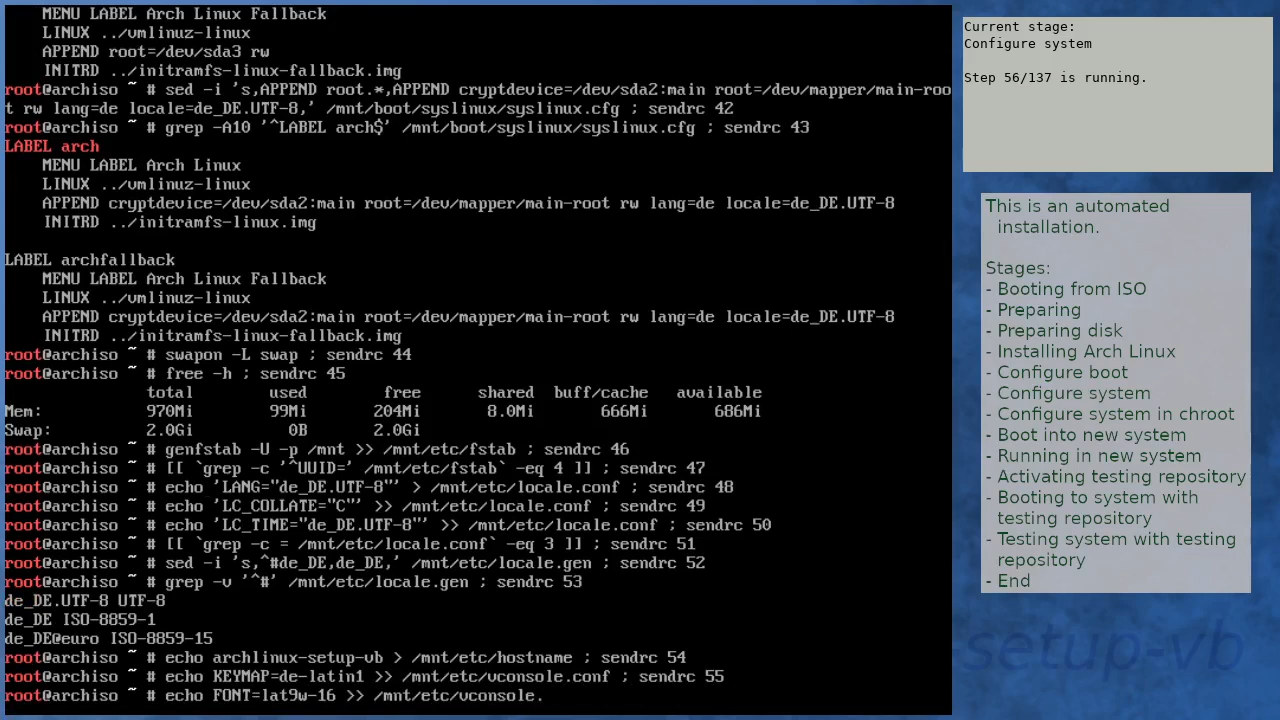 MENU LABEL Arch Linux Fallback
LINUX ../vmlinuz-linux
APPEND root=/dev/sda3 rw
INITRD ../initramfs-linux-fallback.img
root@archiso ~ # sed -i 's,APPEND root.*,APPEND cryptdevice=/dev/sda2:main root=/dev/mapper/main-roo
t rw lang=de locale=de_DE.UTF-8,' /mnt/boot/syslinux/syslinux.cfg ; sendrc 42
root@archiso ~ # grep -A10 '^LABEL arch$' /mnt/boot/syslinux/syslinux.cfg ; sendrc 43
LABEL arch
MENU LABEL Arch Linux
LINUX ../vmlinuz-linux
APPEND cryptdevice=/dev/sda2:main root=/dev/mapper/main-root rw lang=de locale=de_DE.UTF-8
INITRD ../initramfs-linux.img
LABEL archfallback
MENU LABEL Arch Linux Fallback
LINUX ../vmlinuz-linux
APPEND cryptdevice=/dev/sda2:main root=/dev/mapper/main-root rw lang=de locale=de_DE.UTF-8
INITRD ../initramfs-linux-fallback.img
root@archiso ~ # swapon -L swap ; sendrc 44
root@archiso ~ # free -h ; sendrc 45
total used free shared buff/cache available
Mem: 970Mi 99Mi 204Mi 8.0Mi 666Mi 686Mi
Swap: 2.0Gi 0B 2.0Gi
root@archiso ~ # genfstab -U -p /mnt >> /mnt/etc/fstab ; sendrc 46
root@archiso ~ # [[ `grep -c '^UUID=' /mnt/etc/fstab` -eq 4 ]] ; sendrc 47
root@archiso ~ # echo 'LANG="de_DE.UTF-8"' > /mnt/etc/locale.conf ; sendrc 48
root@archiso ~ # echo 'LC_COLLATE="C"' >> /mnt/etc/locale.conf ; sendrc 49
root@archiso ~ # echo 'LC_TIME="de_DE.UTF-8"' >> /mnt/etc/locale.conf ; sendrc 50
root@archiso ~ # [[ `grep -c = /mnt/etc/locale.conf` -eq 3 ]] ; sendrc 51
root@archiso ~ # sed -i 's,^#de_DE,de_DE,' /mnt/etc/locale.gen ; sendrc 52
root@archiso ~ # grep -v '^#' /mnt/etc/locale.gen ; sendrc 53
de_DE.UTF-8 UTF-8
de_DE ISO-8859-1
de_DE@euro ISO-8859-15
root@archiso ~ # echo archlinux-setup-vb > /mnt/etc/hostname ; sendrc 54
root@archiso ~ # echo KEYMAP=de-latin1 >> /mnt/etc/vconsole.conf ; sendrc 55
root@archiso ~ # echo FONT=lat9w-16 >> /mnt/etc/vconsole.
Current stage:
Configure system
Step 56/137 is running.
This is an automated
installation.
Stages:
- Booting from ISO
- Preparing
- Preparing disk
- Installing Arch Linux
- Configure boot
- Configure system
- Configure system in chroot
- Boot into new system
- Running in new system
- Activating testing repository
- Booting to system with
testing repository
- Testing system with testing
repository
- End
setup-vb